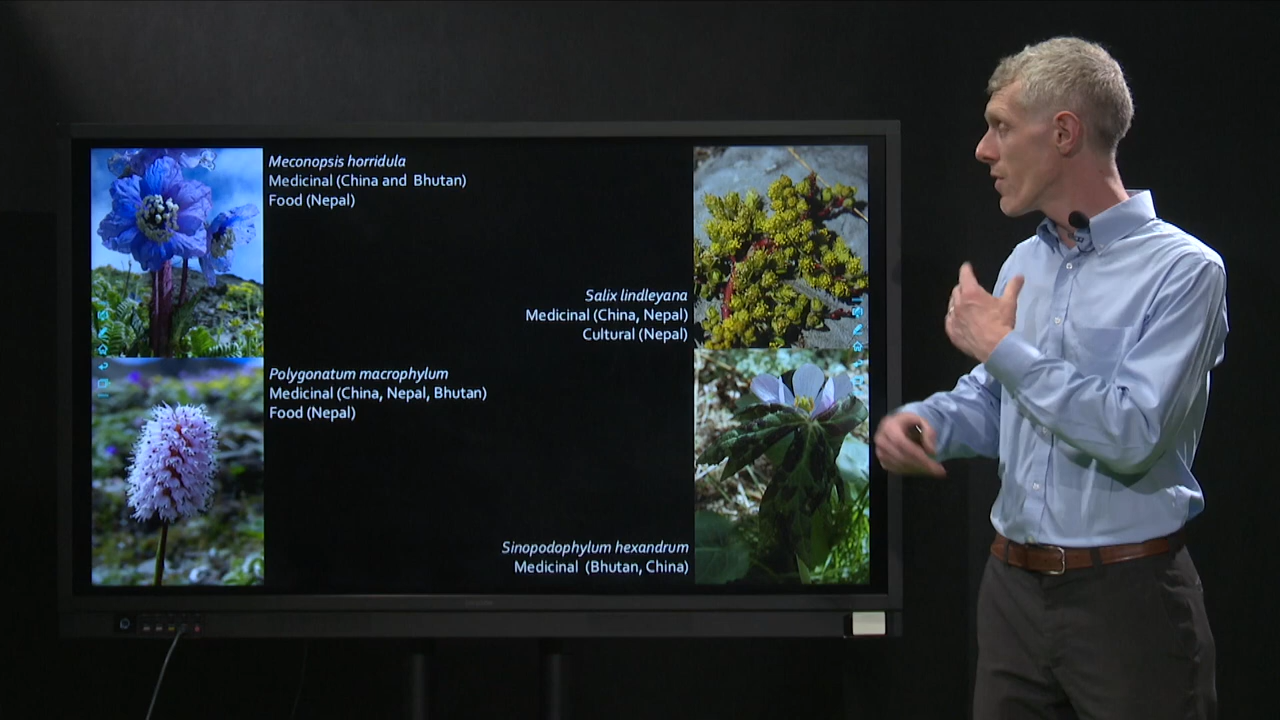 Meconopsis horridula
Medicinal (China and Bhutan)
Food (Nepal)
Salix lindleyana
Medicinal (China, Nepal)
Cultural (Nepal)
Polygonatum macrophylum
Medicinal (China, Nepal, Bhutan)
Food (Nepal)
Sinopodophylum hexandrum
Medicinal (Bhutan, China)